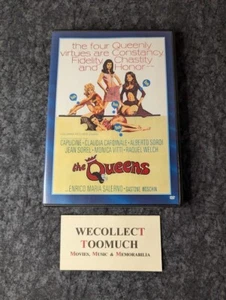 the four Queenly
virtues are Constancy
Fidelity Chastity
and Honor
CAPUCINE • CLAUDIA CARDINALE • ALBERTO SORDI
JEAN SOREL • MONICA VITTI • RAQUEL WELCH
the Queens
ENRICO MARIA SALERNO • GASTONE MOSCHIN
WECOLLECT
TOOMUCH
MOVIES, MUSIC & MEMORABILIA